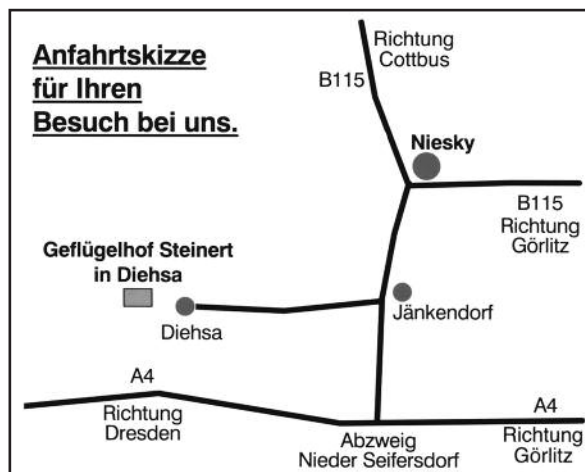 Anfahrtskizze
für Ihren
Besuch bei uns.
Richtung
Cottbus
B115
Niesky
B115
Richtung
Görlitz
Geflügelhof Steinert
in Diehsa
Diehsa
Jänkendorf
A4
Richtung
Dresden
Abzweig
Nieder Seifersdorf
A4
Richtung
Görlitz